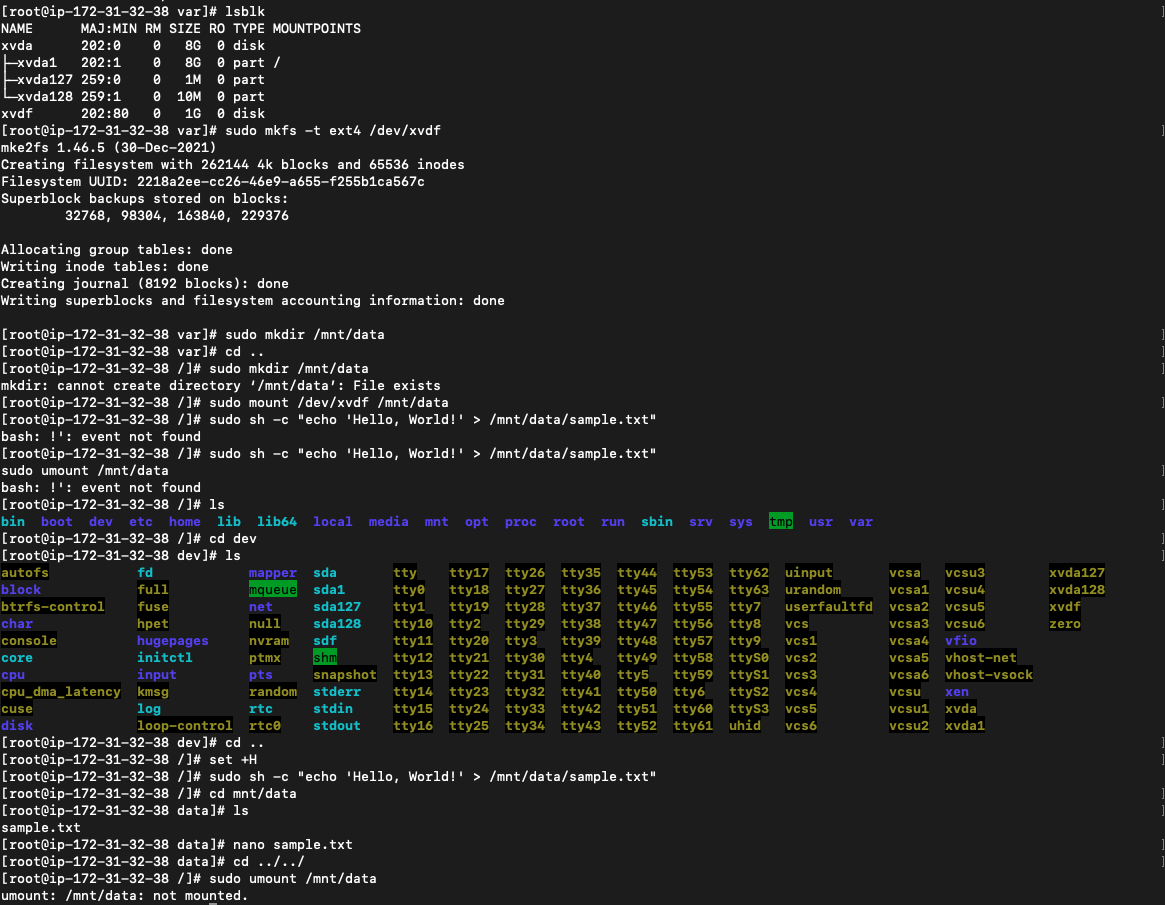 [root@ip-172-31-32-38 var]# lsblk
NAME      MAJ:MIN RM SIZE RO TYPE MOUNTPOINTS
xvda      202:0    0   8G  0 disk
├─xvda1   202:1    0   8G  0 part /
├─xvda127 259:0    0   1M  0 part
└─xvda128 259:1    0  10M  0 part
xvdf      202:80   0   1G  0 disk
[root@ip-172-31-32-38 var]# sudo mkfs -t ext4 /dev/xvdf
mke2fs 1.46.5 (30-Dec-2021)
Creating filesystem with 262144 4k blocks and 65536 inodes
Filesystem UUID: 2218a2ee-cc26-46e9-a655-f255b1ca567c
Superblock backups stored on blocks:
        32768, 98304, 163840, 229376

Allocating group tables: done
Writing inode tables: done
Creating journal (8192 blocks): done
Writing superblocks and filesystem accounting information: done

[root@ip-172-31-32-38 var]# sudo mkdir /mnt/data
[root@ip-172-31-32-38 var]# cd ..
[root@ip-172-31-32-38 /]# sudo mkdir /mnt/data
mkdir: cannot create directory ‘/mnt/data’: File exists
[root@ip-172-31-32-38 /]# sudo mount /dev/xvdf /mnt/data
[root@ip-172-31-32-38 /]# sudo sh -c "echo 'Hello, World!' > /mnt/data/sample.txt"
bash: !': event not found
[root@ip-172-31-32-38 /]# sudo sh -c "echo 'Hello, World!' > /mnt/data/sample.txt"
sudo umount /mnt/data
bash: !': event not found
[root@ip-172-31-32-38 /]# ls
bin  boot  dev  etc  home  lib  lib64  local  media  mnt  opt  proc  root  run  sbin  srv  sys  tmp  usr  var
[root@ip-172-31-32-38 /]# cd dev
[root@ip-172-31-32-38 dev]# ls
autofs           fd            mapper    sda       tty    tty17  tty26  tty35  tty44  tty53  tty62  uinput       vcsa   vcsu3        xvda127
block            full          mqueue    sda1      tty0   tty18  tty27  tty36  tty45  tty54  tty63  urandom      vcsa1  vcsu4        xvda128
btrfs-control    fuse          net       sda127    tty1   tty19  tty28  tty37  tty46  tty55  tty7   userfaultfd  vcsa2  vcsu5        xvdf
char             hpet          null      sda128    tty10  tty2   tty29  tty38  tty47  tty56  tty8   vcs          vcsa3  vcsu6        zero
console          hugepages     nvram     sdf       tty11  tty20  tty3   tty39  tty48  tty57  tty9   vcs1         vcsa4  vfio
core             initctl       ptmx      shm       tty12  tty21  tty30  tty4   tty49  tty58  ttyS0  vcs2         vcsa5  vhost-net
cpu              input         pts       snapshot  tty13  tty22  tty31  tty40  tty5   tty59  ttyS1  vcs3         vcsa6  vhost-vsock
cpu_dma_latency  kmsg          random    stderr    tty14  tty23  tty32  tty41  tty50  tty6   ttyS2  vcs4         vcsu   xen
cuse             log           rtc       stdin     tty15  tty24  tty33  tty42  tty51  tty60  ttyS3  vcs5         vcsu1  xvda
disk             loop-control  rtc0      stdout    tty16  tty25  tty34  tty43  tty52  tty61  uhid   vcs6         vcsu2  xvda1
[root@ip-172-31-32-38 dev]# cd ..
[root@ip-172-31-32-38 /]# set +H
[root@ip-172-31-32-38 /]# sudo sh -c "echo 'Hello, World!' > /mnt/data/sample.txt"
[root@ip-172-31-32-38 /]# cd mnt/data
[root@ip-172-31-32-38 data]# ls
sample.txt
[root@ip-172-31-32-38 data]# nano sample.txt
[root@ip-172-31-32-38 data]# cd ../../
[root@ip-172-31-32-38 /]# sudo umount /mnt/data
umount: /mnt/data: not mounted.